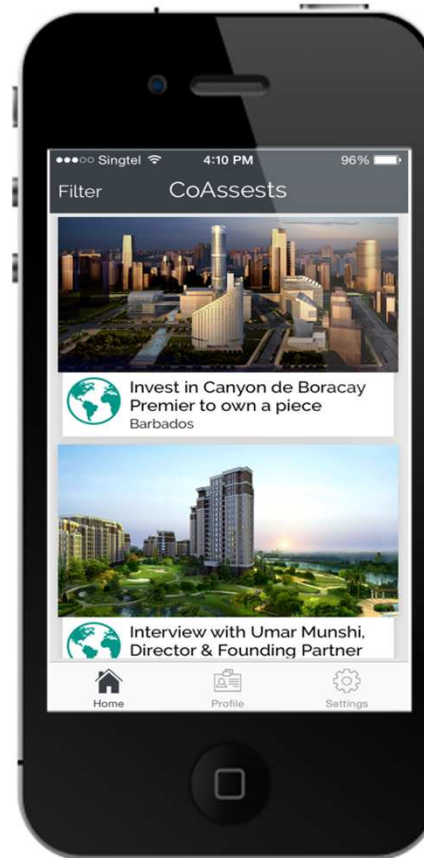 ●●●○○ Singtel 4:10 PM 96%
Filter CoAssests
Invest in Canyon de Boracay
Premier to own a piece
Barbados
Interview with Umar Munshi,
Director & Founding Partner
Home Profile Settings